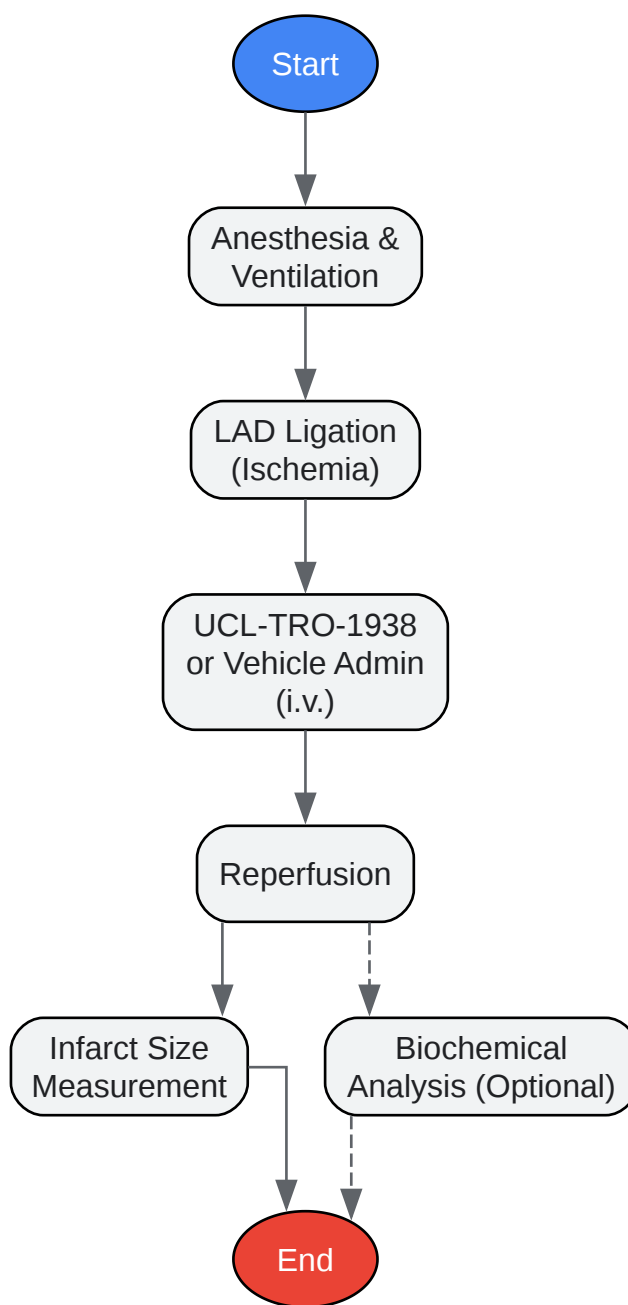 Start
Anesthesia &
Ventilation
LAD Ligation
(Ischemia)
UCL-TRO-1938
or Vehicle Admin
(i.v.)
Reperfusion
Infarct Size
Measurement
Biochemical
Analysis (Optional)
End